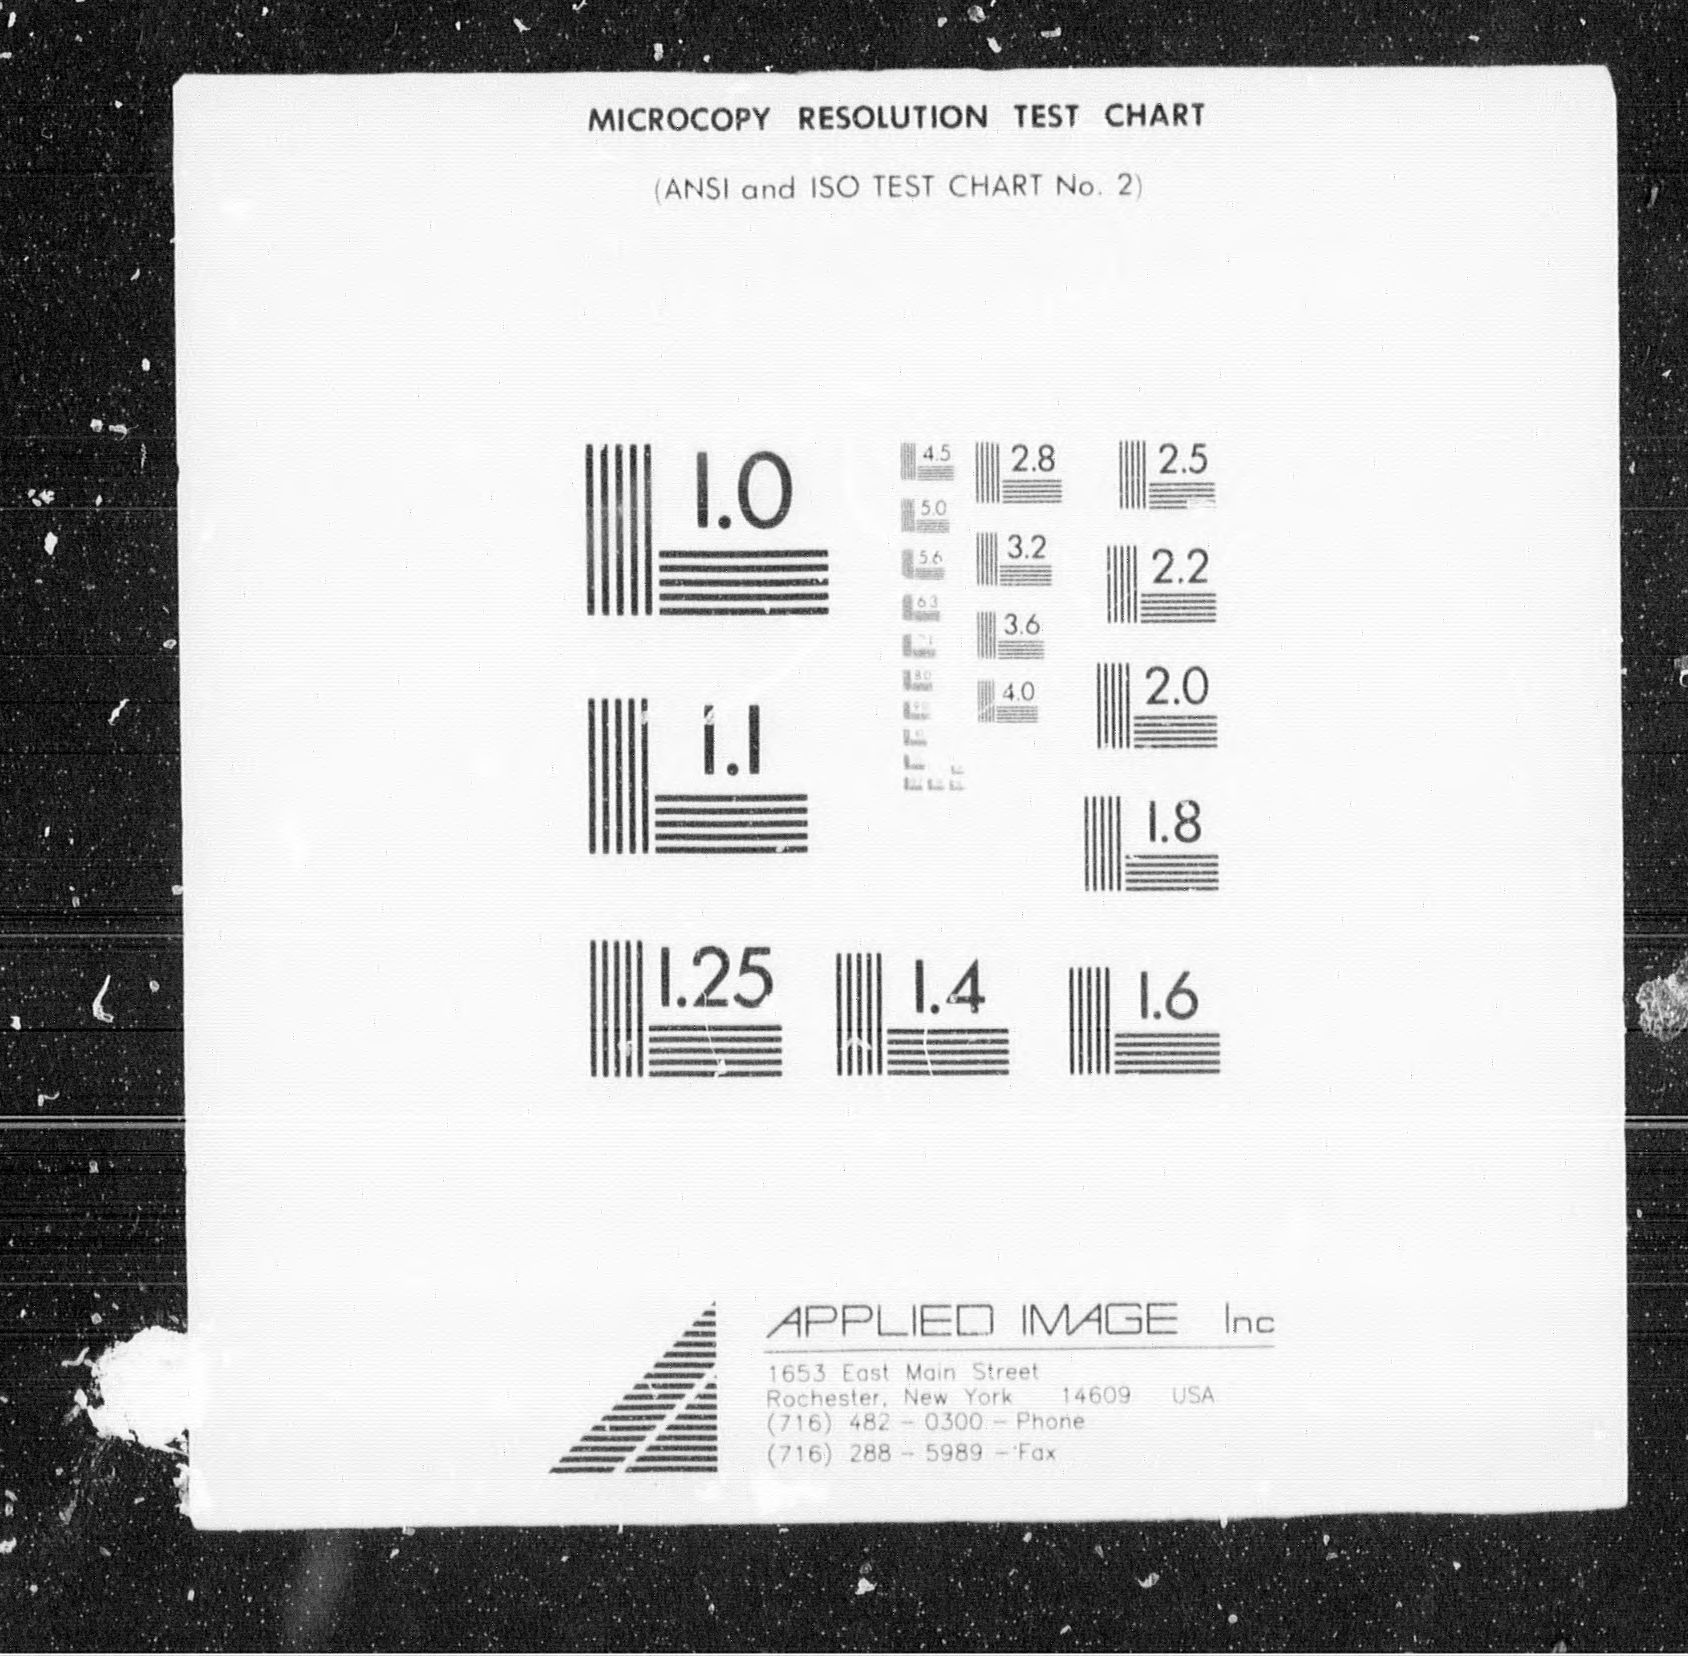 MICROCOPY RESOLUTION TEST CHART
(ANSI and ISO TEST CHART No. 2)
1.0
1.1
1.25
1.4
1.6
1.8
2.0
2.2
2.5
2.8
3.2
3.6
4.0
4.5
5.0
5.6
6.3
8.0
APPLIED IMAGE Inc
1653 East Main Street
Rochester, New York 14609 USA
(716) 482 - 0300 - Phone
(716) 288 - 5989 - Fax